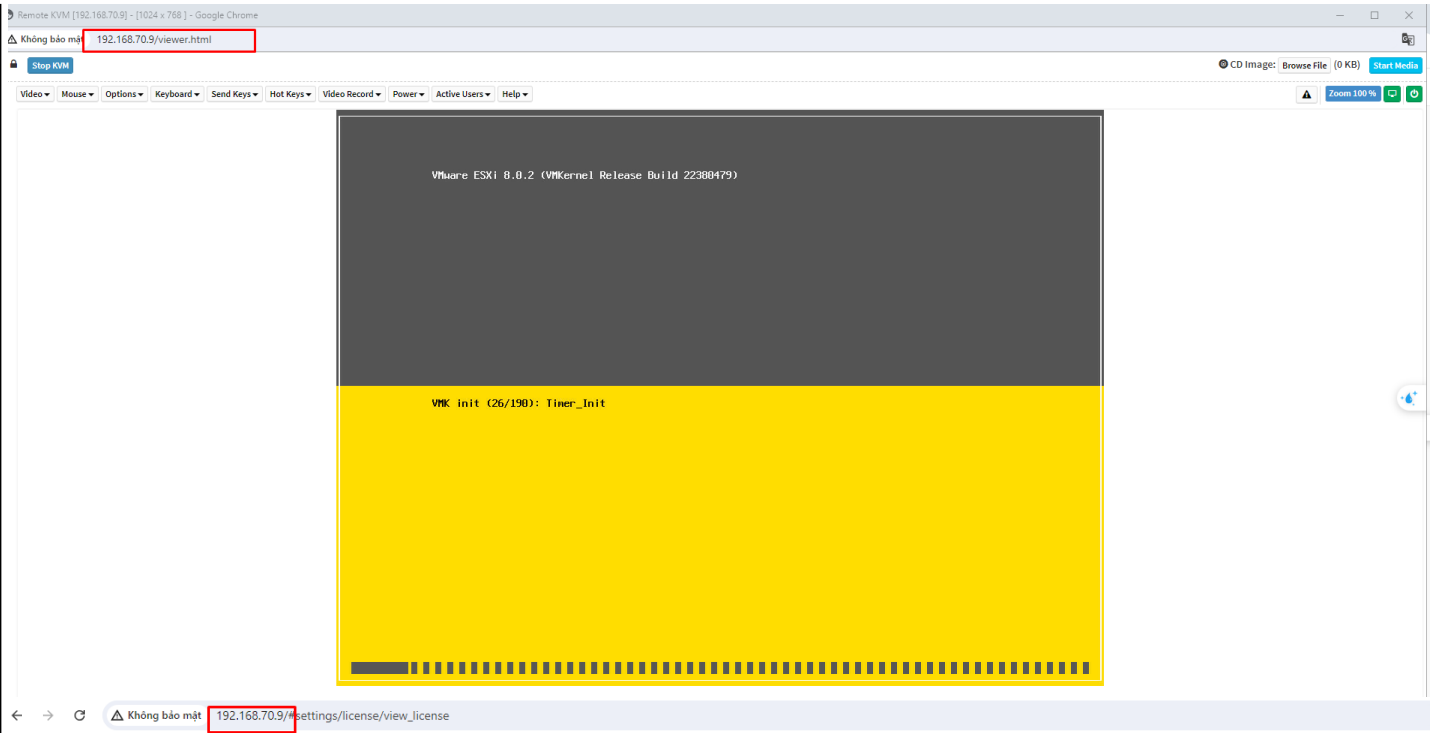 Remote KVM [192.168.70.9] - [1024 x 768 ] - Google Chrome
Không bảo mật 192.168.70.9/viewer.html
Stop KVM CD Image: Browse File (0 KB) Start Media
Video Mouse Options Keyboard Send Keys Hot Keys Video Record Power Active Users Help Zoom 100 %
VMware ESXi 8.0.2 (VMKernel Release Build 22380479)
VMK init (26/190): Timer_Init
Không bảo mật 192.168.70.9/#settings/license/view_license